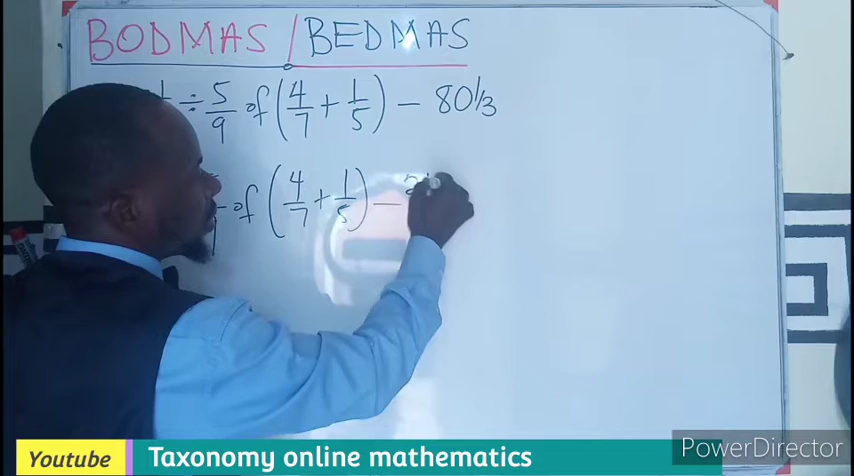 BODMAS / BEDMAS
÷ 5/9 of (4/7 + 1/5) - 80 1/3
of (4/7 + 1/5) -
Youtube Taxonomy online mathematics
PowerDirector